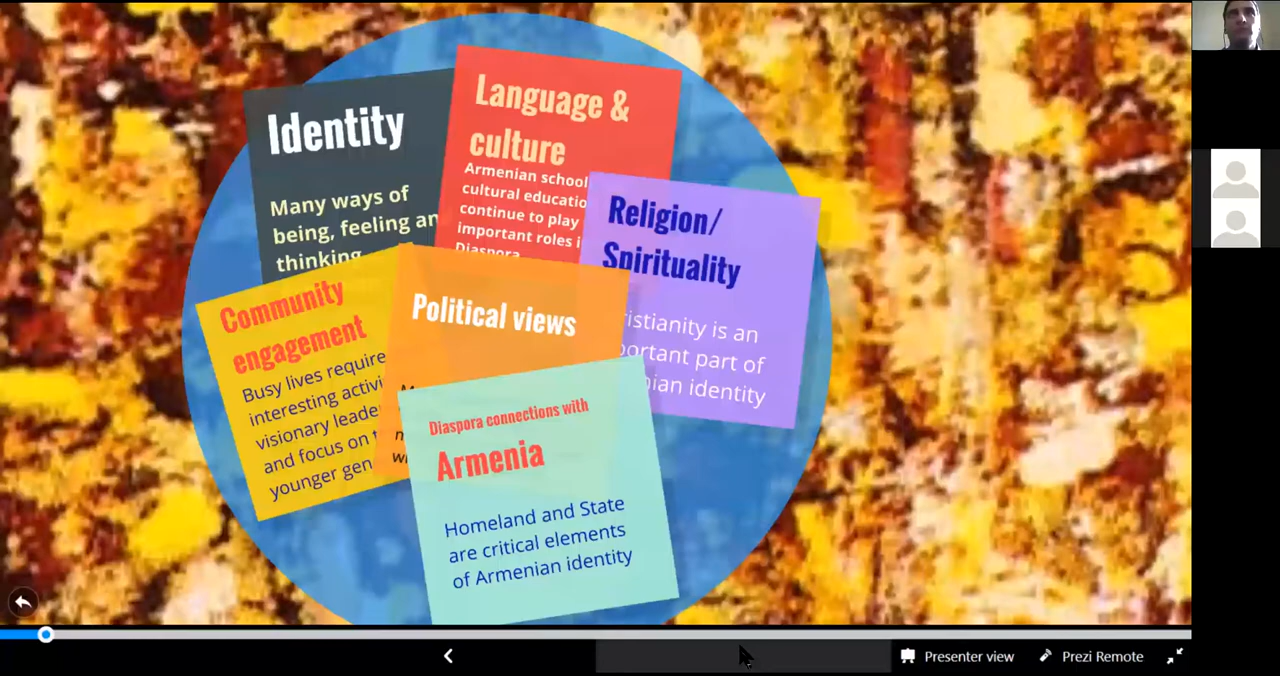 Identity
Many ways of
being, feeling an
thinking
Language &
culture
Armenian school
cultural educatio
continue to play
important roles i
Diaspora
Religion/
Spirituality
ristianity is an
portant part of
nian identity
Community
engagement
Busy lives require
interesting activi
visionary leade
and focus on t
younger gen
Political views
Diaspora connections with
Armenia
Homeland and State
are critical elements
of Armenian identity
Presenter view
Prezi Remote